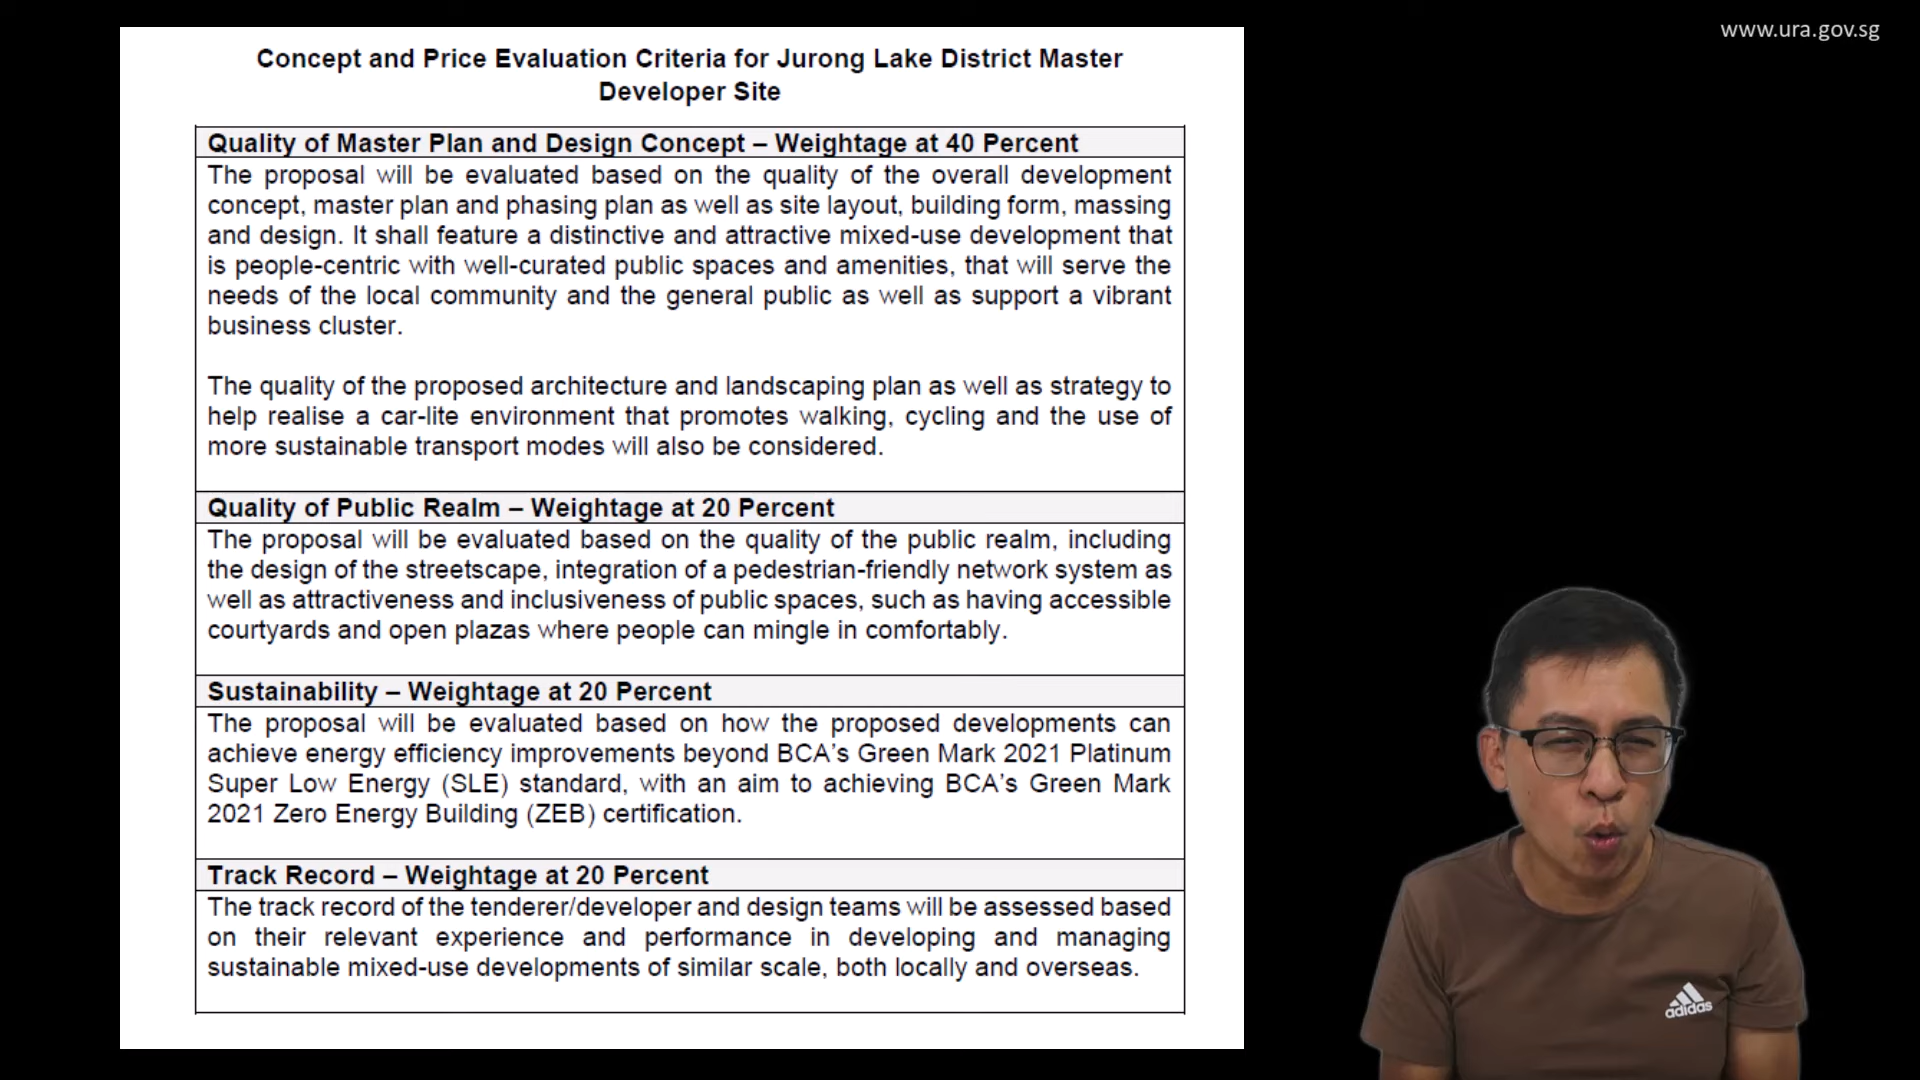 www.ura.gov.sg
Concept and Price Evaluation Criteria for Jurong Lake District Master
Developer Site
Quality of Master Plan and Design Concept – Weightage at 40 Percent
The proposal will be evaluated based on the quality of the overall development
concept, master plan and phasing plan as well as site layout, building form, massing
and design. It shall feature a distinctive and attractive mixed-use development that
is people-centric with well-curated public spaces and amenities, that will serve the
needs of the local community and the general public as well as support a vibrant
business cluster.
The quality of the proposed architecture and landscaping plan as well as strategy to
help realise a car-lite environment that promotes walking, cycling and the use of
more sustainable transport modes will also be considered.
Quality of Public Realm – Weightage at 20 Percent
The proposal will be evaluated based on the quality of the public realm, including
the design of the streetscape, integration of a pedestrian-friendly network system as
well as attractiveness and inclusiveness of public spaces, such as having accessible
courtyards and open plazas where people can mingle in comfortably.
Sustainability – Weightage at 20 Percent
The proposal will be evaluated based on how the proposed developments can
achieve energy efficiency improvements beyond BCA’s Green Mark 2021 Platinum
Super Low Energy (SLE) standard, with an aim to achieving BCA’s Green Mark
2021 Zero Energy Building (ZEB) certification.
Track Record – Weightage at 20 Percent
The track record of the tenderer/developer and design teams will be assessed based
on their relevant experience and performance in developing and managing
sustainable mixed-use developments of similar scale, both locally and overseas.
adidas